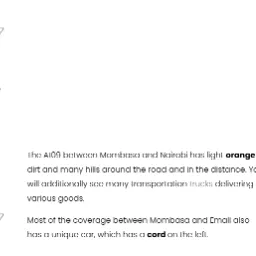 The A109 between Mombasa and Nairobi has light orange
dirt and many hills around the road and in the distance. Yo
will additionally see many transportation trucks delivering
various goods.
Most of the coverage between Mombasa and Emali also
has a unique car, which has a cord on the left.